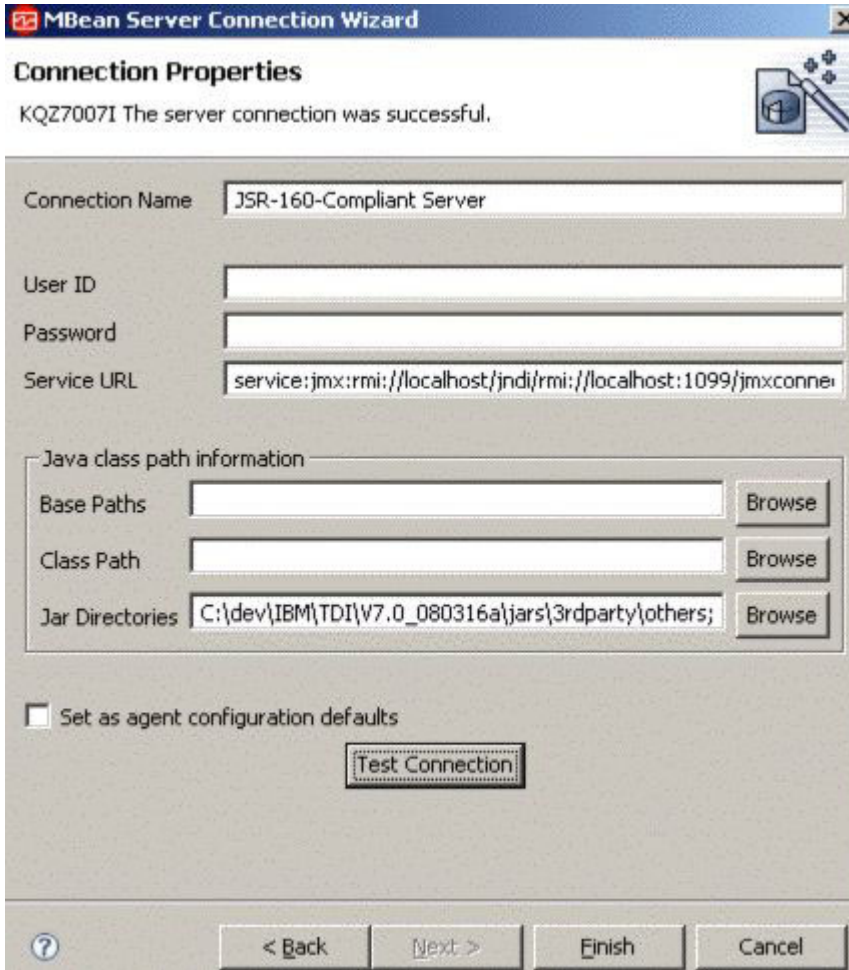 MBean Server Connection Wizard
Connection Properties
KQZ7007I The server connection was successful.
Connection Name JSR-160-Compliant Server
User ID
Password
Service URL service:jmx:rmi://localhost/jndi/rmi://localhost:1099/jmxconne
Java class path information
Base Paths Browse
Class Path Browse
Jar Directories C:\dev\IBM\TDI\V7.0_080316a\jars\3rdparty\others; Browse
Set as agent configuration defaults
Test Connection
? < Back Next > Finish Cancel